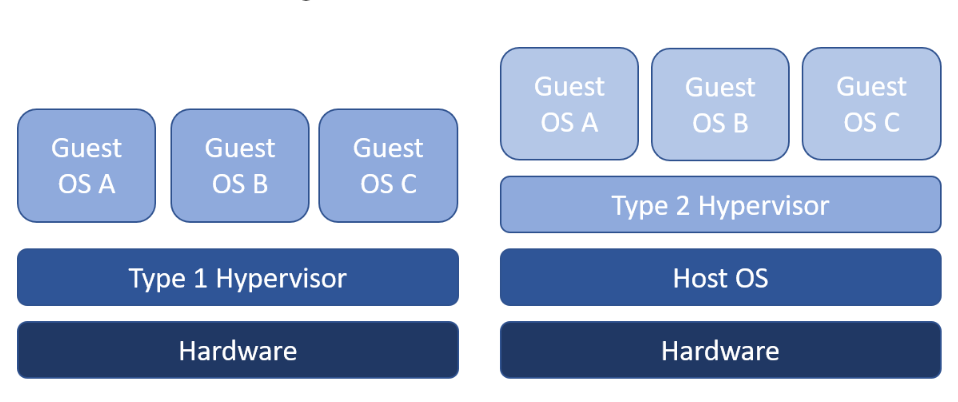 Guest
OS A
Guest
OS B
Guest
OS C
Type 1 Hypervisor
Hardware
Guest
OS A
Guest
OS B
Guest
OS C
Type 2 Hypervisor
Host OS
Hardware